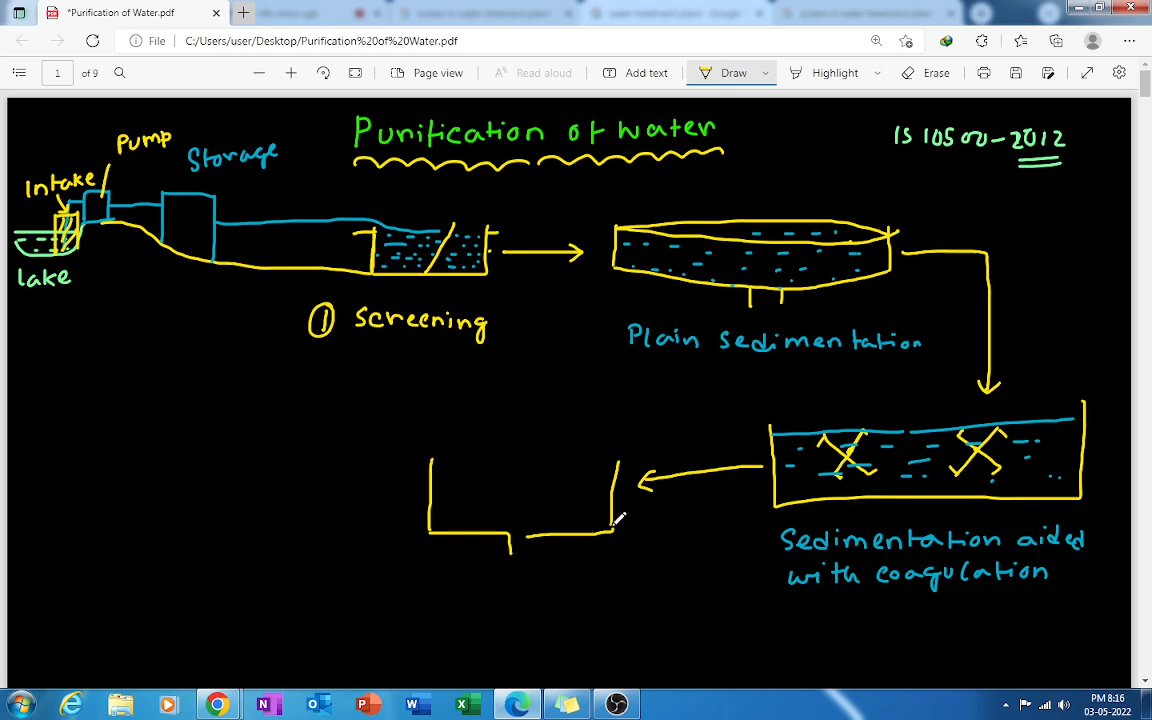 *Purification of Water.pdf
File C:/Users/user/Desktop/Purification%20of%20Water.pdf
1 of 9 Page view Read aloud Add text Draw Highlight Erase
Purification of water
IS 10500-2012
Pump
Storage
Intake
lake
① Screening
Plain sedimentation
Sedimentation aided
with coagulation
PM 8:16
03-05-2022